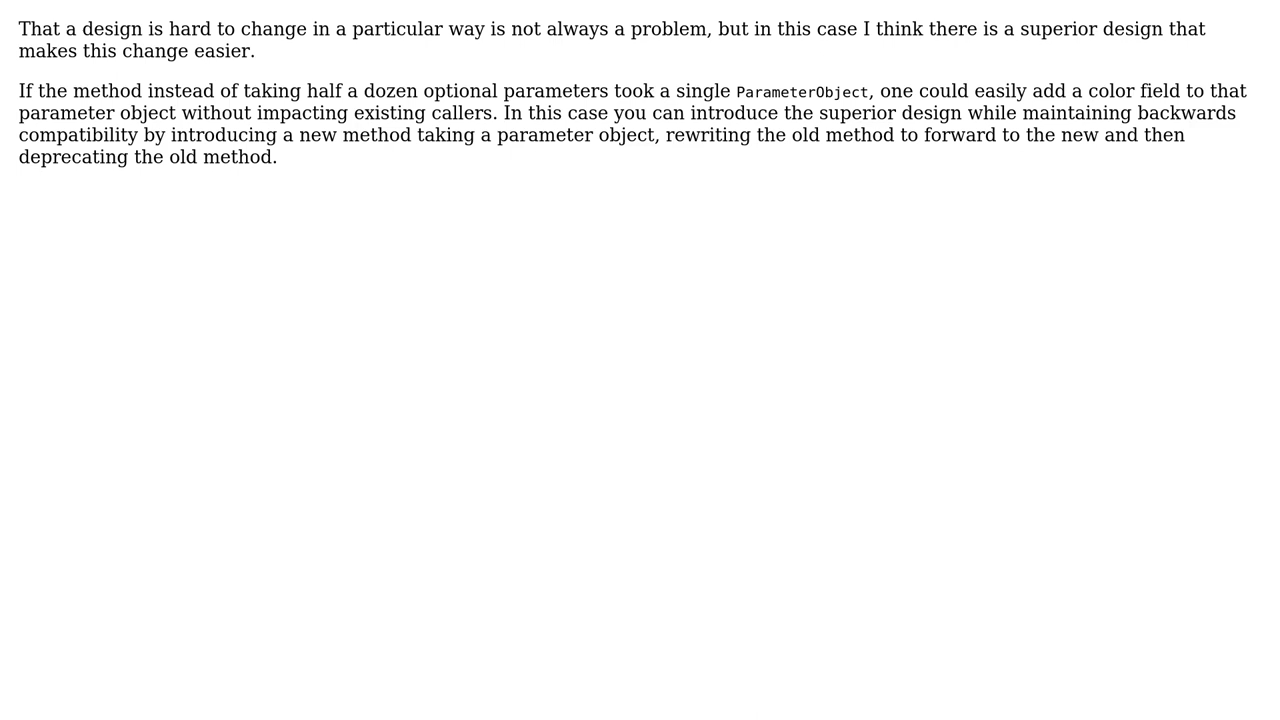 That a design is hard to change in a particular way is not always a problem, but in this case I think there is a superior design that
makes this change easier.
If the method instead of taking half a dozen optional parameters took a single ParameterObject, one could easily add a color field to that
parameter object without impacting existing callers. In this case you can introduce the superior design while maintaining backwards
compatibility by introducing a new method taking a parameter object, rewriting the old method to forward to the new and then
deprecating the old method.